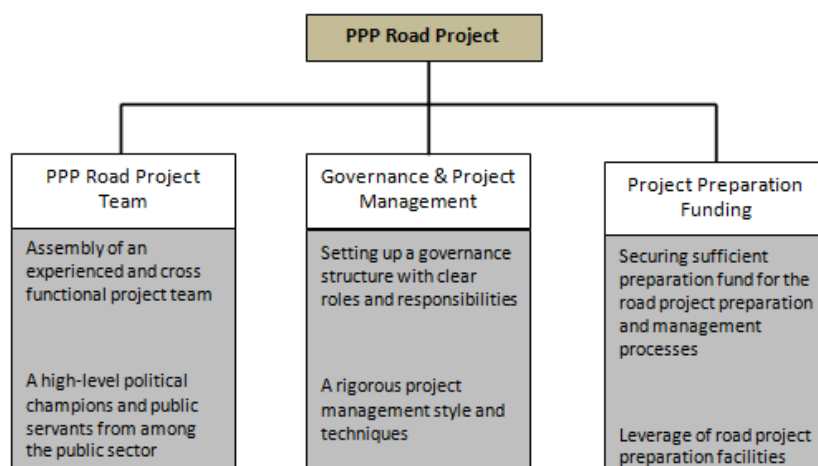 PPP Road Project
PPP Road Project
Team
Assembly of an
experienced and cross
functional project team
A high-level political
champions and public
servants from among
the public sector
Governance & Project
Management
Setting up a governance
structure with clear
roles and responsibilities
A rigorous project
management style and
techniques
Project Preparation
Funding
Securing sufficient
preparation fund for the
road project preparation
and management
processes
Leverage of road project
preparation facilities